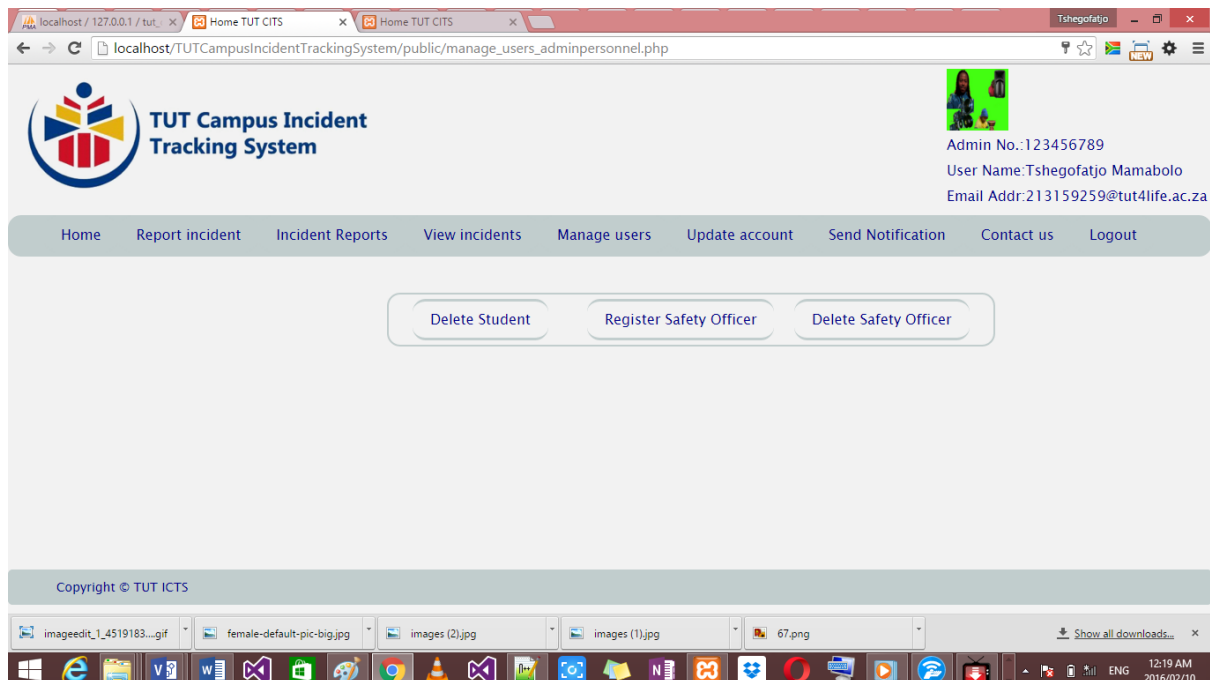 localhost / 127.0.0.1 / tut_
Home TUT CITS
Home TUT CITS
Tshegofatjo
localhost/TUTCampusIncidentTrackingSystem/public/manage_users_adminpersonnel.php
NEW
TUT Campus Incident
Tracking System
Admin No.:123456789
User Name:Tshegofatjo Mamabolo
Email Addr:213159259@tut4life.ac.za
Home Report incident Incident Reports View incidents Manage users Update account Send Notification Contact us Logout
Delete Student Register Safety Officer Delete Safety Officer
Copyright © TUT ICTS
imageedit_1_4519183....gif female-default-pic-big.jpg images (2).jpg images (1).jpg 67.png Show all downloads...
ENG 12:19 AM
2016/02/10